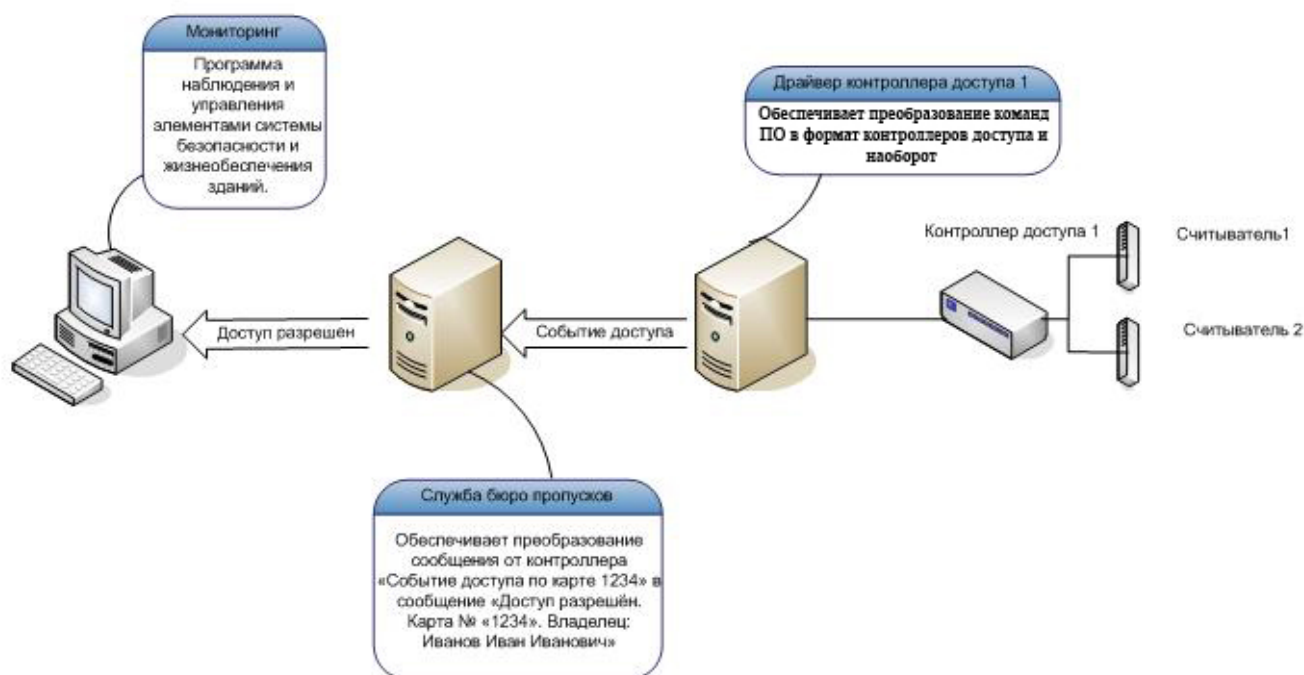 Мониторинг
Программа
наблюдения и
управления
элементами системы
безопасности и
жизнеобеспечения
зданий.
Драйвер контроллера доступа 1
Обеспечивает преобразование команд
ПО в формат контроллеров доступа и
наоборот
Контроллер доступа 1
Считыватель1
Считыватель 2
Доступ разрешен
Событие доступа
Служба бюро пропусков
Обеспечивает преобразование
сообщения от контроллера
«Событие доступа по карте 1234» в
сообщение «Доступ разрешён.
Карта № «1234». Владелец:
Иванов Иван Иванович»